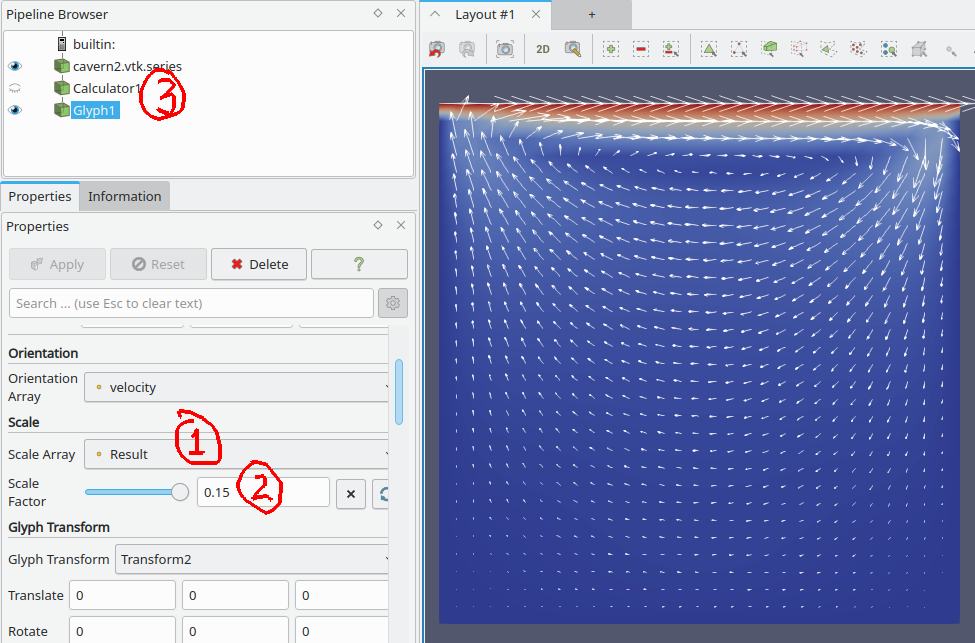 Pipeline Browser
Layout #1
+
builtin:
cavern2.vtk.series
Calculator1
3
Glyph1
2D
Properties
Information
Properties
Apply
Reset
Delete
?
Search ... (use Esc to clear text)
Orientation
Orientation Array
velocity
Scale
1
Scale Array
Result
Scale Factor
0.15
2
Glyph Transform
Glyph Transform
Transform2
Translate
0
0
0
Rotate
0
0
0